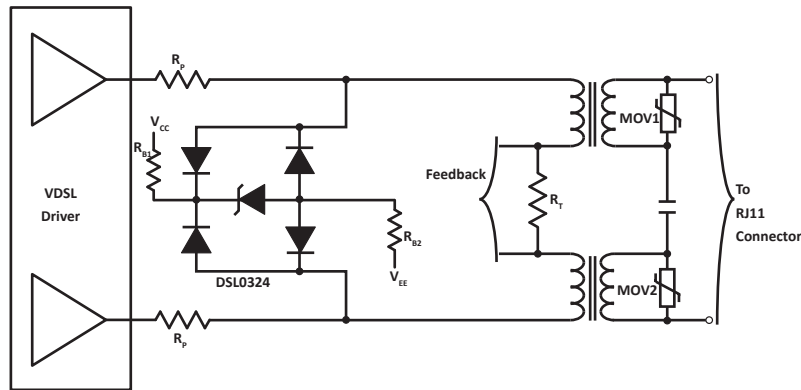 R_P
V_CC
R_B1
MOV1
VDSL
Driver
Feedback
R_T
To
RJ11
Connector
R_B2
DSL0324
V_EE
MOV2
R_P